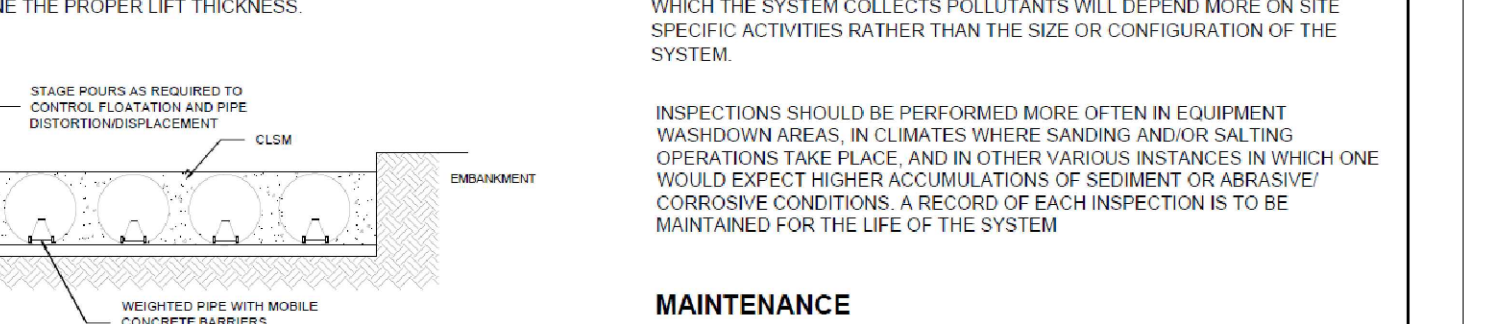 NE THE PROPER LIFT THICKNESS.
STAGE POURS AS REQUIRED TO
CONTROL FLOATATION AND PIPE
DISTORTION/DISPLACEMENT
CLSM
EMBANKMENT
WEIGHTED PIPE WITH MOBILE
CONCRETE BARRIERS
WHICH THE SYSTEM COLLECTS POLLUTANTS WILL DEPEND MORE ON SITE
SPECIFIC ACTIVITIES RATHER THAN THE SIZE OR CONFIGURATION OF THE
SYSTEM.
INSPECTIONS SHOULD BE PERFORMED MORE OFTEN IN EQUIPMENT
WASHDOWN AREAS, IN CLIMATES WHERE SANDING AND/OR SALTING
OPERATIONS TAKE PLACE, AND IN OTHER VARIOUS INSTANCES IN WHICH ONE
WOULD EXPECT HIGHER ACCUMULATIONS OF SEDIMENT OR ABRASIVE/
CORROSIVE CONDITIONS. A RECORD OF EACH INSPECTION IS TO BE
MAINTAINED FOR THE LIFE OF THE SYSTEM
MAINTENANCE